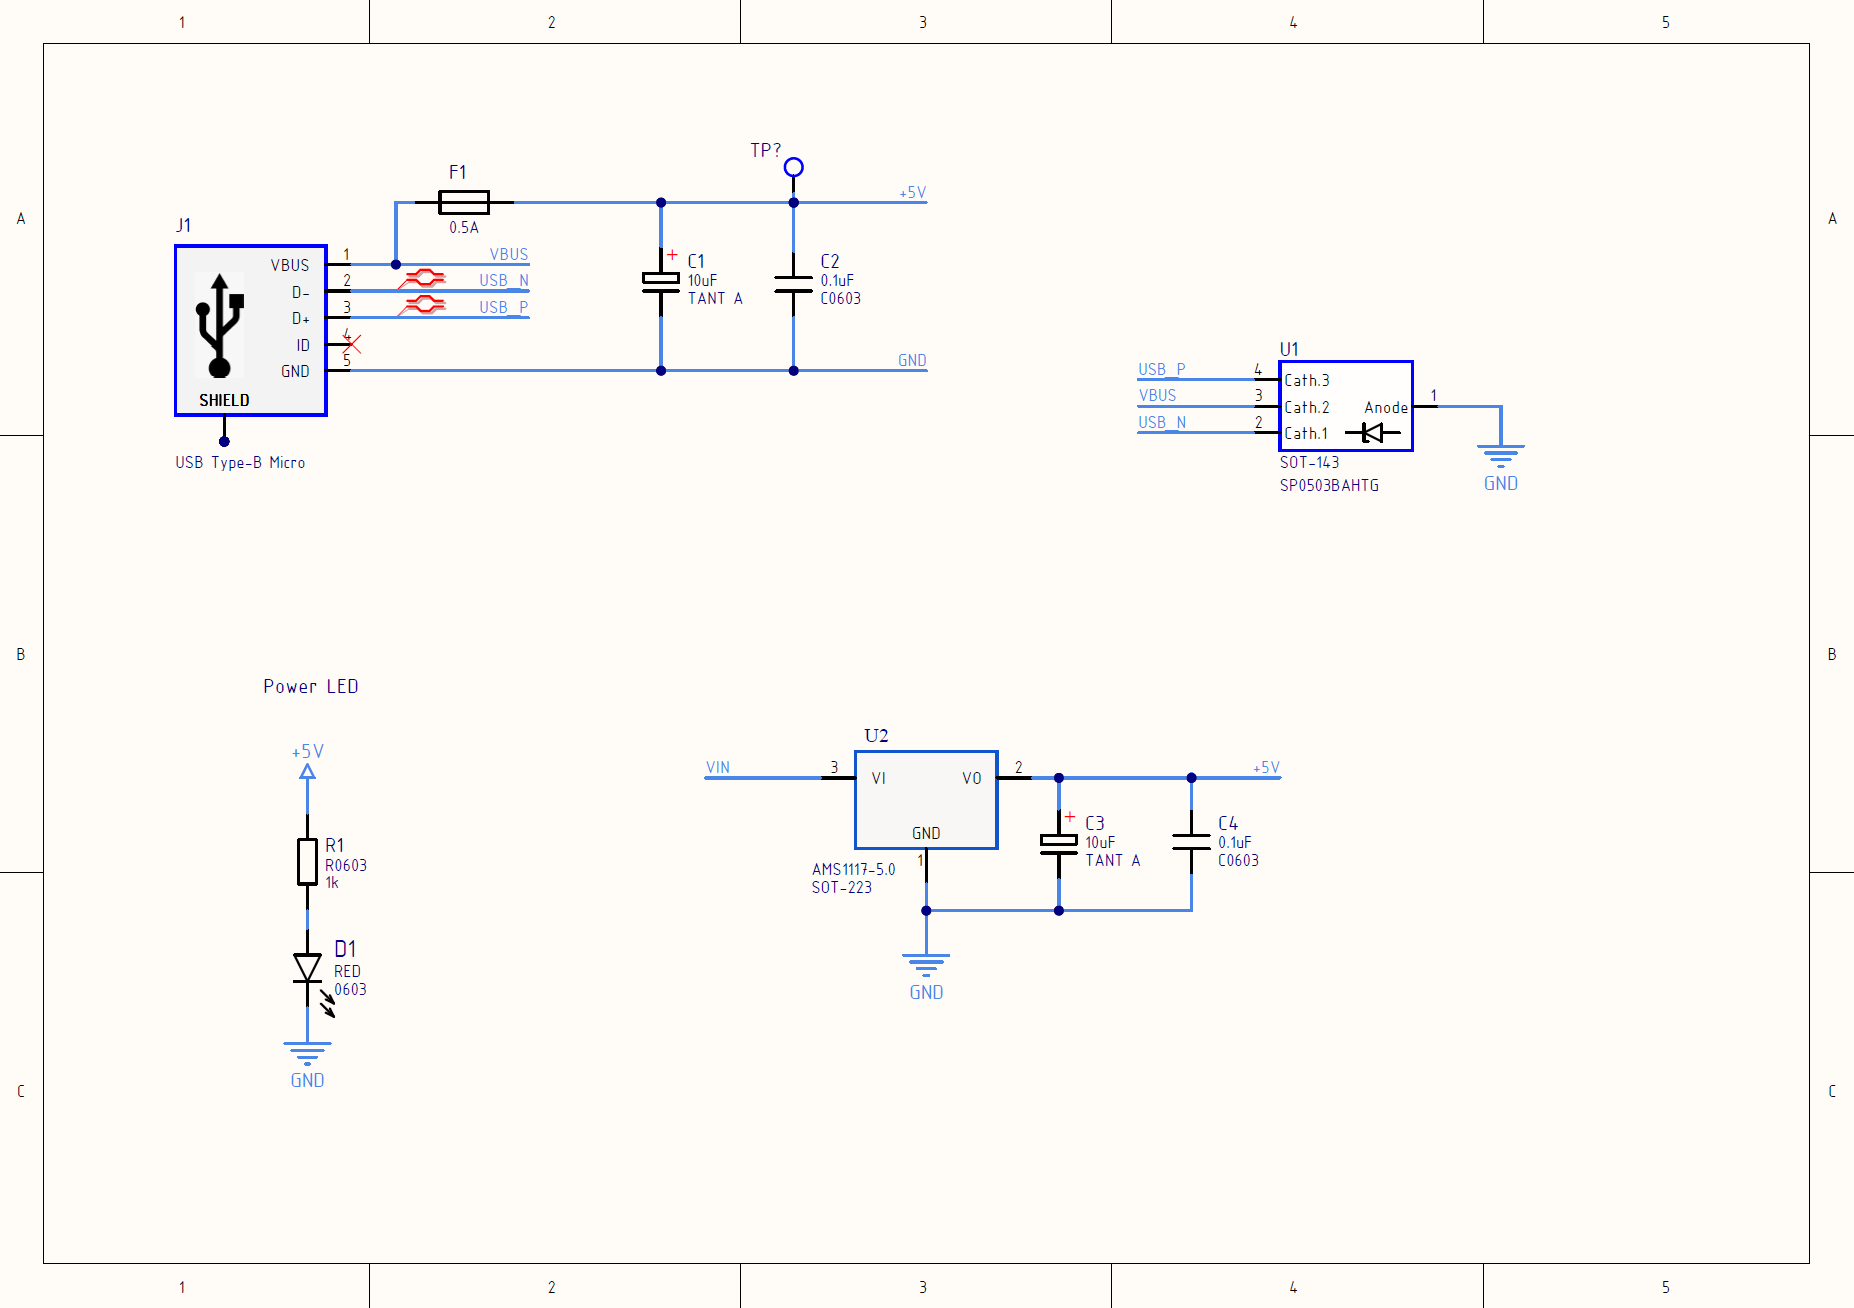 1 2 3 4 5
A A
B B
C C
TP?
F1
+5V
0.5A
J1
VBUS 1 VBUS
D- 2 USB_N
D+ 3 USB_P
ID 4
GND 5 GND
SHIELD
USB Type-B Micro
+ C1
10uF
TANT A
C2
0.1uF
C0603
U1
USB_P 4 Cath.3
VBUS 3 Cath.2 Anode 1
USB_N 2 Cath.1
SOT-143
SP0503BAHTG
GND
Power LED
+5V
R1
R0603
1k
D1
RED
0603
GND
U2
VIN 3 VI VO 2 +5V
GND
1
AMS1117-5.0
SOT-223
+ C3
10uF
TANT A
C4
0.1uF
C0603
GND
1 2 3 4 5